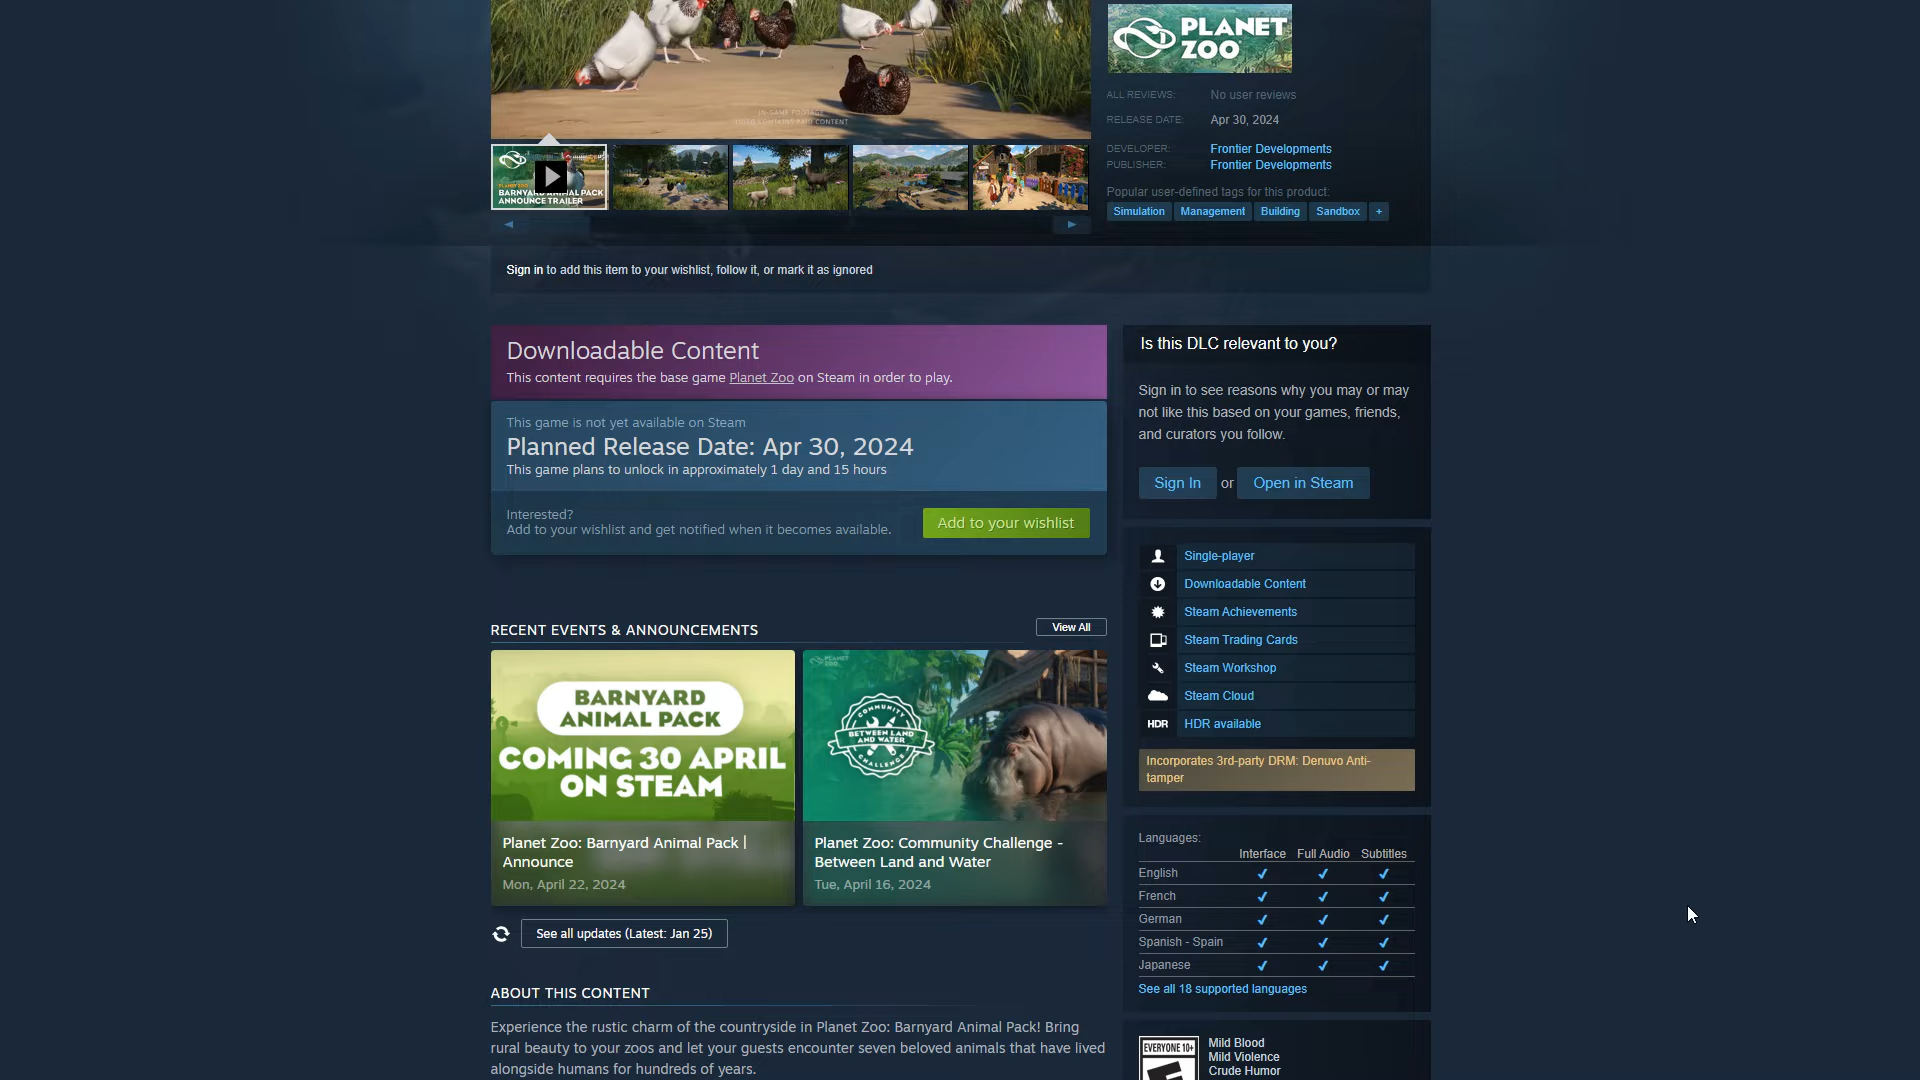 IN-GAME FOOTAGE
PLANET
ZOO
ALL REVIEWS: No user reviews
RELEASE DATE: Apr 30, 2024
DEVELOPER: Frontier Developments
PUBLISHER: Frontier Developments
Popular user-defined tags for this product:
Simulation Management Building Sandbox +
BARNYARD ANIMAL PACK
ANNOUNCE TRAILER
Sign in to add this item to your wishlist, follow it, or mark it as ignored
Downloadable Content
This content requires the base game Planet Zoo on Steam in order to play.
This game is not yet available on Steam
Planned Release Date: Apr 30, 2024
This game plans to unlock in approximately 1 day and 15 hours
Interested?
Add to your wishlist and get notified when it becomes available.
Add to your wishlist
Is this DLC relevant to you?
Sign in to see reasons why you may or may
not like this based on your games, friends,
and curators you follow.
Sign In or Open in Steam
Single-player
Downloadable Content
Steam Achievements
Steam Trading Cards
Steam Workshop
Steam Cloud
HDR HDR available
Incorporates 3rd-party DRM: Denuvo Anti-
tamper
RECENT EVENTS & ANNOUNCEMENTS
View All
BARNYARD
ANIMAL PACK
COMING 30 APRIL
ON STEAM
Planet Zoo: Barnyard Animal Pack |
Announce
Mon, April 22, 2024
PLANET
ZOO
COMMUNITY
BETWEEN LAND
AND WATER
CHALLENGE
Planet Zoo: Community Challenge -
Between Land and Water
Tue, April 16, 2024
See all updates (Latest: Jan 25)
Languages:
Interface Full Audio Subtitles
English ✔ ✔ ✔
French ✔ ✔ ✔
German ✔ ✔ ✔
Spanish - Spain ✔ ✔ ✔
Japanese ✔ ✔ ✔
See all 18 supported languages
ABOUT THIS CONTENT
Experience the rustic charm of the countryside in Planet Zoo: Barnyard Animal Pack! Bring
rural beauty to your zoos and let your guests encounter seven beloved animals that have lived
alongside humans for hundreds of years.
EVERYONE 10+
Mild Blood
Mild Violence
Crude Humor